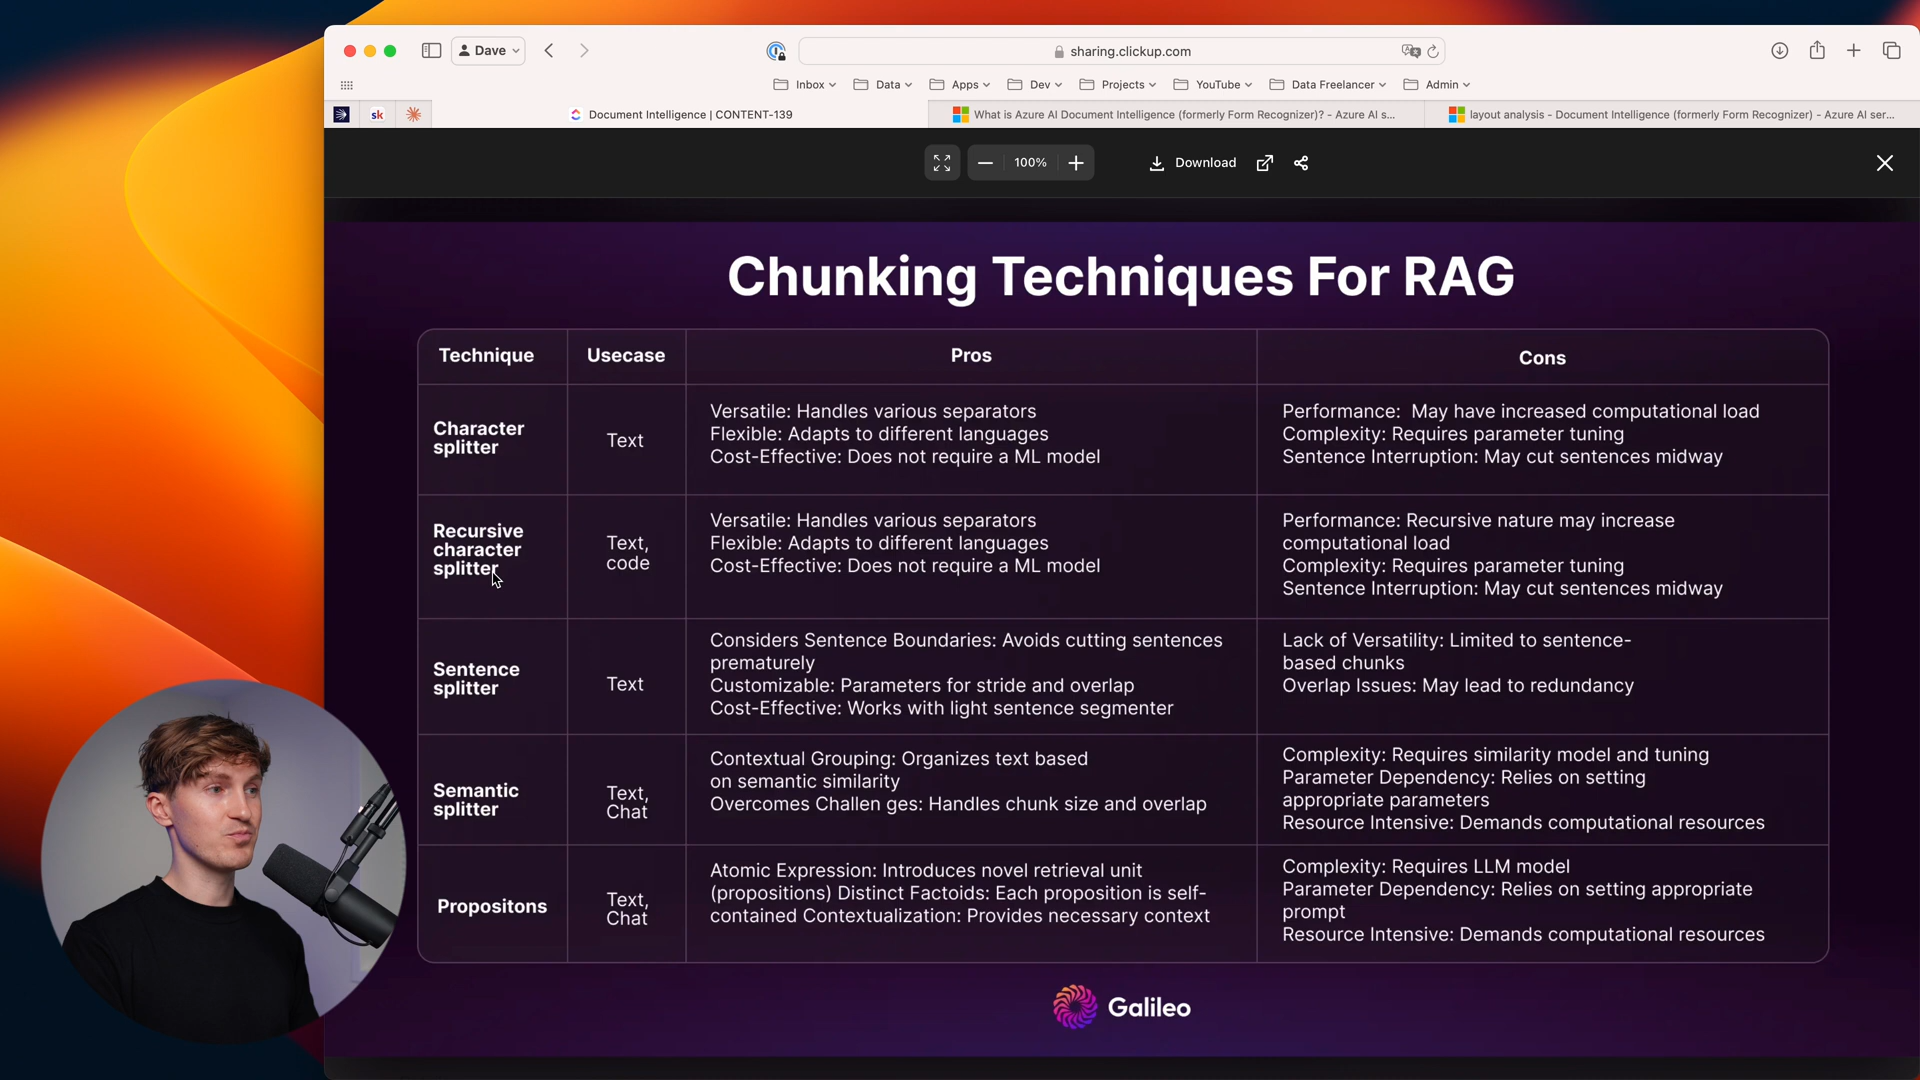 Dave
sharing.clickup.com
Inbox
Data
Apps
Dev
Projects
YouTube
Data Freelancer
Admin
sk
Document Intelligence | CONTENT-139
What is Azure AI Document Intelligence (formerly Form Recognizer)? - Azure AI s...
layout analysis - Document Intelligence (formerly Form Recognizer) - Azure AI ser...
100%
Download
Chunking Techniques For RAG
Technique
Usecase
Pros
Cons
Character
splitter
Text
Versatile: Handles various separators
Flexible: Adapts to different languages
Cost-Effective: Does not require a ML model
Performance:  May have increased computational load
Complexity: Requires parameter tuning
Sentence Interruption: May cut sentences midway
Recursive
character
splitter
Text,
code
Versatile: Handles various separators
Flexible: Adapts to different languages
Cost-Effective: Does not require a ML model
Performance: Recursive nature may increase
computational load
Complexity: Requires parameter tuning
Sentence Interruption: May cut sentences midway
Sentence
splitter
Text
Considers Sentence Boundaries: Avoids cutting sentences
prematurely
Customizable: Parameters for stride and overlap
Cost-Effective: Works with light sentence segmenter
Lack of Versatility: Limited to sentence-
based chunks
Overlap Issues: May lead to redundancy
Semantic
splitter
Text,
Chat
Contextual Grouping: Organizes text based
on semantic similarity
Overcomes Challen ges: Handles chunk size and overlap
Complexity: Requires similarity model and tuning
Parameter Dependency: Relies on setting
appropriate parameters
Resource Intensive: Demands computational resources
Propositons
Text,
Chat
Atomic Expression: Introduces novel retrieval unit
(propositions) Distinct Factoids: Each proposition is self-
contained Contextualization: Provides necessary context
Complexity: Requires LLM model
Parameter Dependency: Relies on setting appropriate
prompt
Resource Intensive: Demands computational resources
Galileo